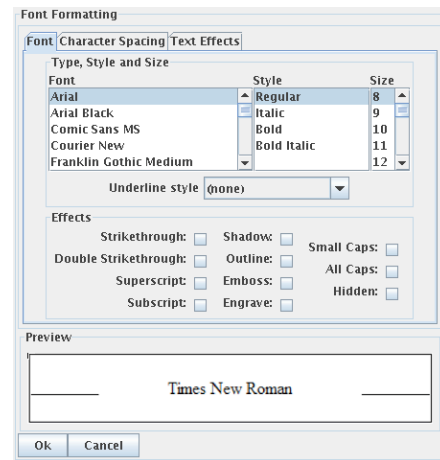 Font Formatting
Font Character Spacing Text Effects
Type, Style and Size
Font Style Size
Arial Regular 8
Arial Black Italic 9
Comic Sans MS Bold 10
Courier New Bold Italic 11
Franklin Gothic Medium 12
Underline style (none)
Effects
Strikethrough: Shadow: Small Caps:
Double Strikethrough: Outline: All Caps:
Superscript: Emboss: Hidden:
Subscript: Engrave:
Preview
Times New Roman
Ok Cancel